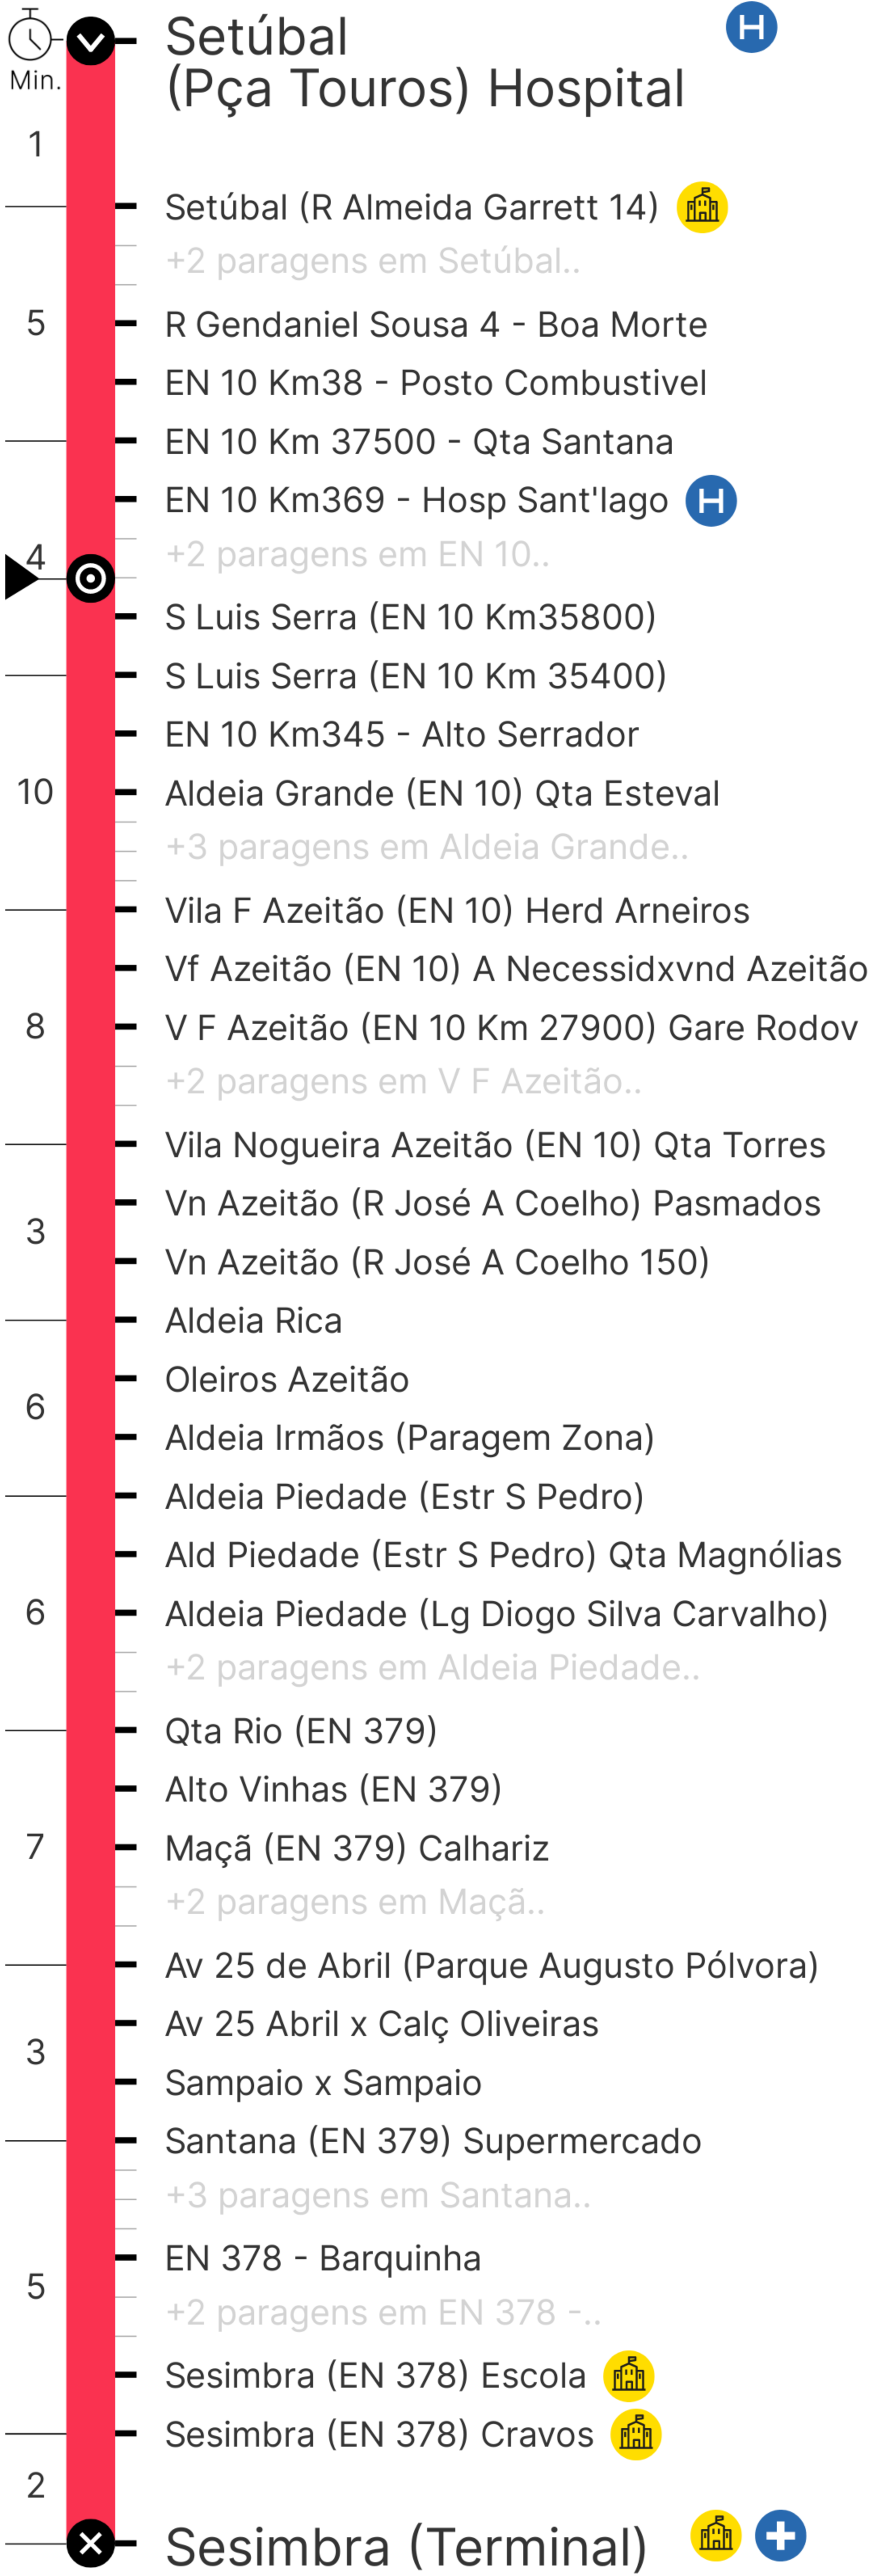 Setúbal
(Pça Touros) Hospital
H
Min.
1
Setúbal (R Almeida Garrett 14)
+2 paragens em Setúbal..
5
R Gendaniel Sousa 4 - Boa Morte
EN 10 Km38 - Posto Combustivel
EN 10 Km 37500 - Qta Santana
EN 10 Km369 - Hosp Sant'Iago
H
4
+2 paragens em EN 10..
S Luis Serra (EN 10 Km35800)
S Luis Serra (EN 10 Km 35400)
EN 10 Km345 - Alto Serrador
10
Aldeia Grande (EN 10) Qta Esteval
+3 paragens em Aldeia Grande..
Vila F Azeitão (EN 10) Herd Arneiros
Vf Azeitão (EN 10) A Necessidxvnd Azeitão
8
V F Azeitão (EN 10 Km 27900) Gare Rodov
+2 paragens em V F Azeitão..
Vila Nogueira Azeitão (EN 10) Qta Torres
Vn Azeitão (R José A Coelho) Pasmados
3
Vn Azeitão (R José A Coelho 150)
Aldeia Rica
Oleiros Azeitão
6
Aldeia Irmãos (Paragem Zona)
Aldeia Piedade (Estr S Pedro)
Ald Piedade (Estr S Pedro) Qta Magnólias
6
Aldeia Piedade (Lg Diogo Silva Carvalho)
+2 paragens em Aldeia Piedade..
Qta Rio (EN 379)
Alto Vinhas (EN 379)
7
Maçã (EN 379) Calhariz
+2 paragens em Maçã..
Av 25 de Abril (Parque Augusto Pólvora)
Av 25 Abril x Calç Oliveiras
3
Sampaio x Sampaio
Santana (EN 379) Supermercado
+3 paragens em Santana..
EN 378 - Barquinha
5
+2 paragens em EN 378 -..
Sesimbra (EN 378) Escola
Sesimbra (EN 378) Cravos
2
Sesimbra (Terminal)